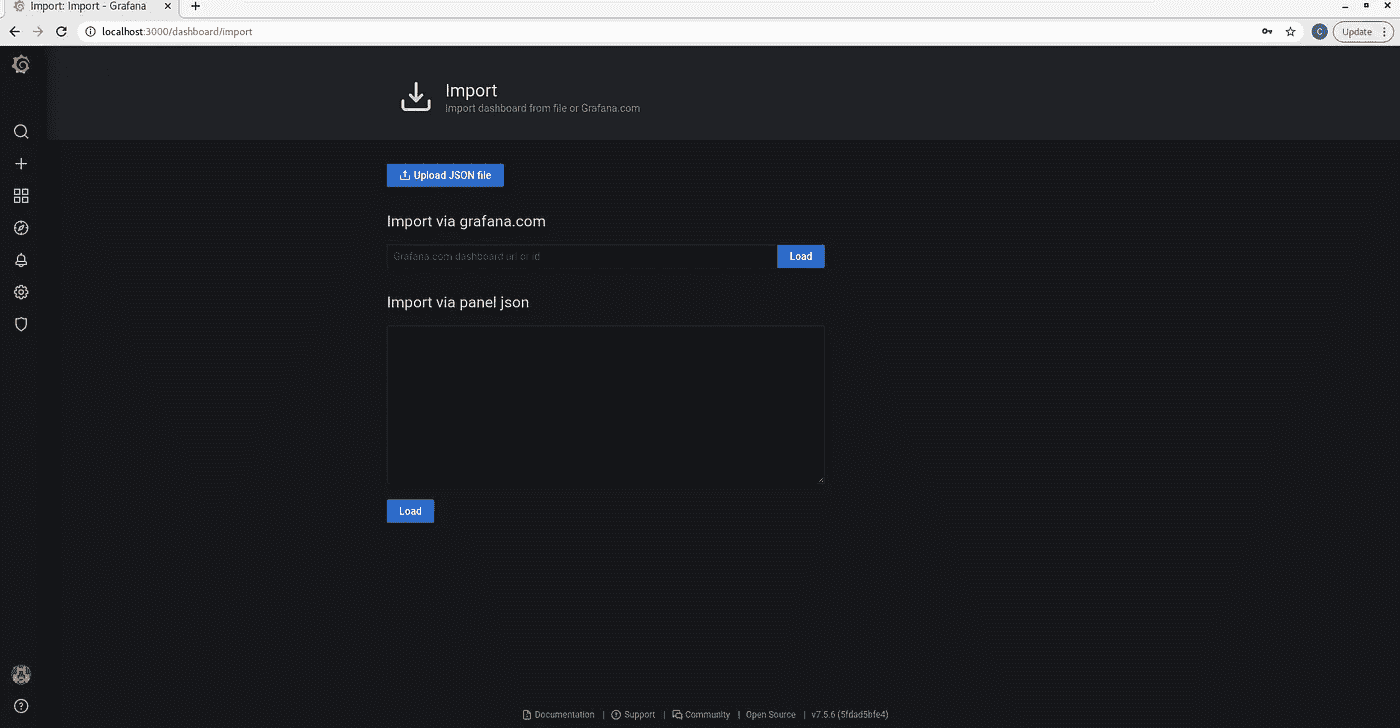 Import: Import - Grafana
localhost:3000/dashboard/import
C
Update
Import
Import dashboard from file or Grafana.com
Upload JSON file
Import via grafana.com
Grafana.com dashboard url or id
Load
Import via panel json
Load
Documentation | Support | Community | Open Source | v7.5.6 (5fdad5bfe4)